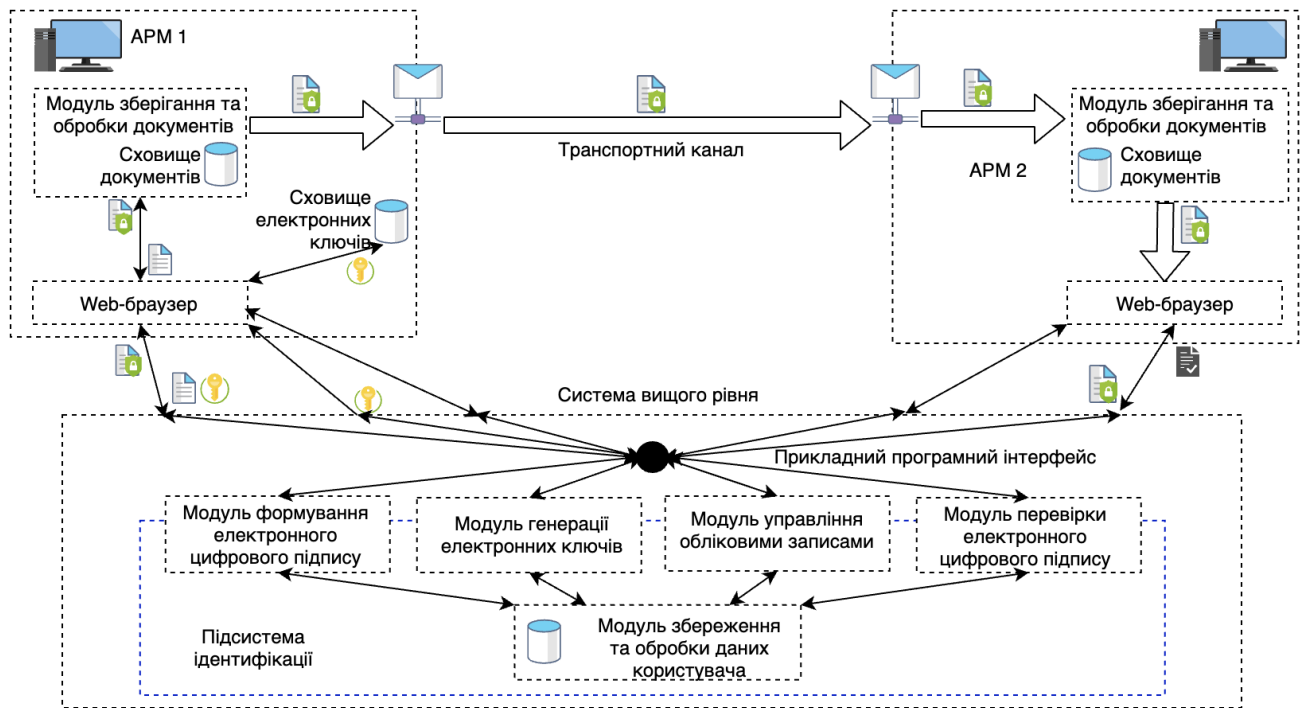 АРМ 1
Модуль зберігання та
обробки документів
Сховище
документів
Сховище
електронних
ключів
Web-браузер
Транспортний канал
АРМ 2
Модуль зберігання та
обробки документів
Сховище
документів
Web-браузер
Система вищого рівня
Прикладний програмний інтерфейс
Модуль формування
електронного
цифрового підпису
Модуль генерації
електронних ключів
Модуль управління
обліковими записами
Модуль перевірки
електронного
цифрового підпису
Підсистема
ідентифікації
Модуль збереження
та обробки даних
користувача